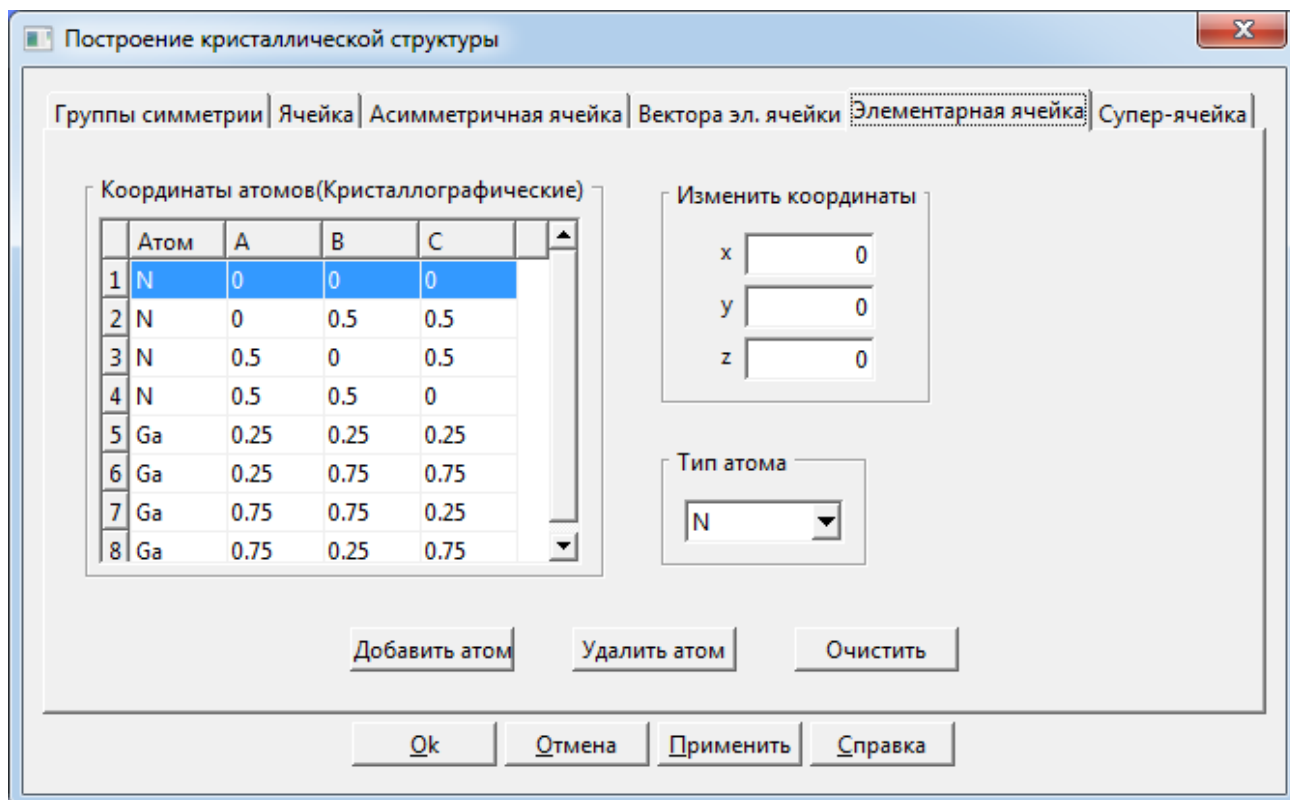 Построение кристаллической структуры
Группы симметрии Ячейка Асимметричная ячейка Вектора эл. ячейки Элементарная ячейка Супер-ячейка
Координаты атомов(Кристаллографические)
Атом A B C
1 N 0 0 0
2 N 0 0.5 0.5
3 N 0.5 0 0.5
4 N 0.5 0.5 0
5 Ga 0.25 0.25 0.25
6 Ga 0.25 0.75 0.75
7 Ga 0.75 0.75 0.25
8 Ga 0.75 0.25 0.75
Изменить координаты
x 0
y 0
z 0
Тип атома
N
Добавить атом Удалить атом Очистить
Ok Отмена Применить Справка